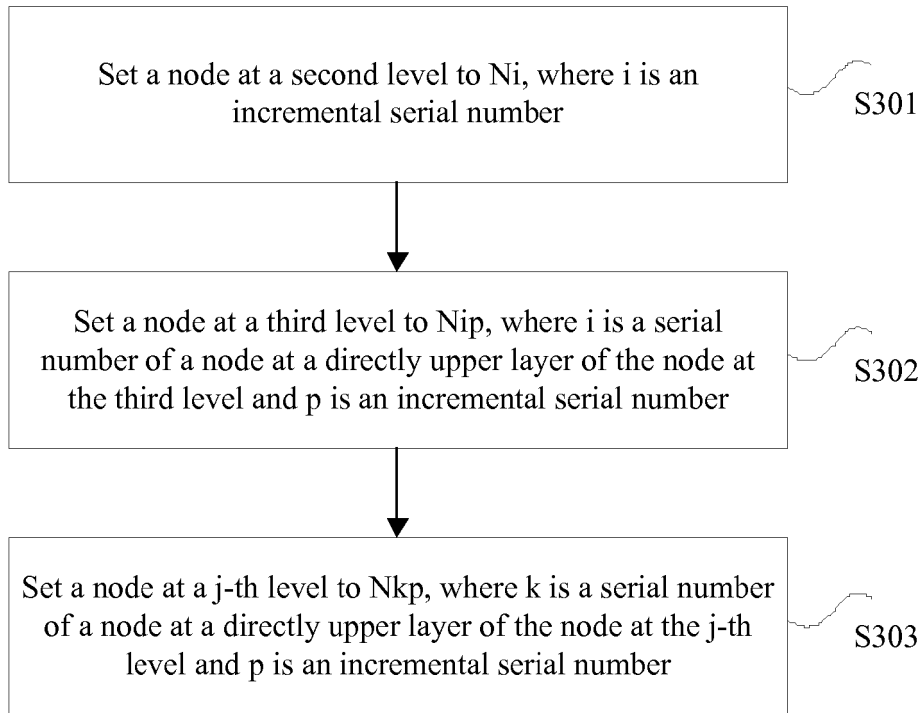 Set a node at a second level to Ni, where i is an
incremental serial number
S301
Set a node at a third level to Nip, where i is a serial
number of a node at a directly upper layer of the node at
the third level and p is an incremental serial number
S302
Set a node at a j-th level to Nkp, where k is a serial number
of a node at a directly upper layer of the node at the j-th
level and p is an incremental serial number
S303